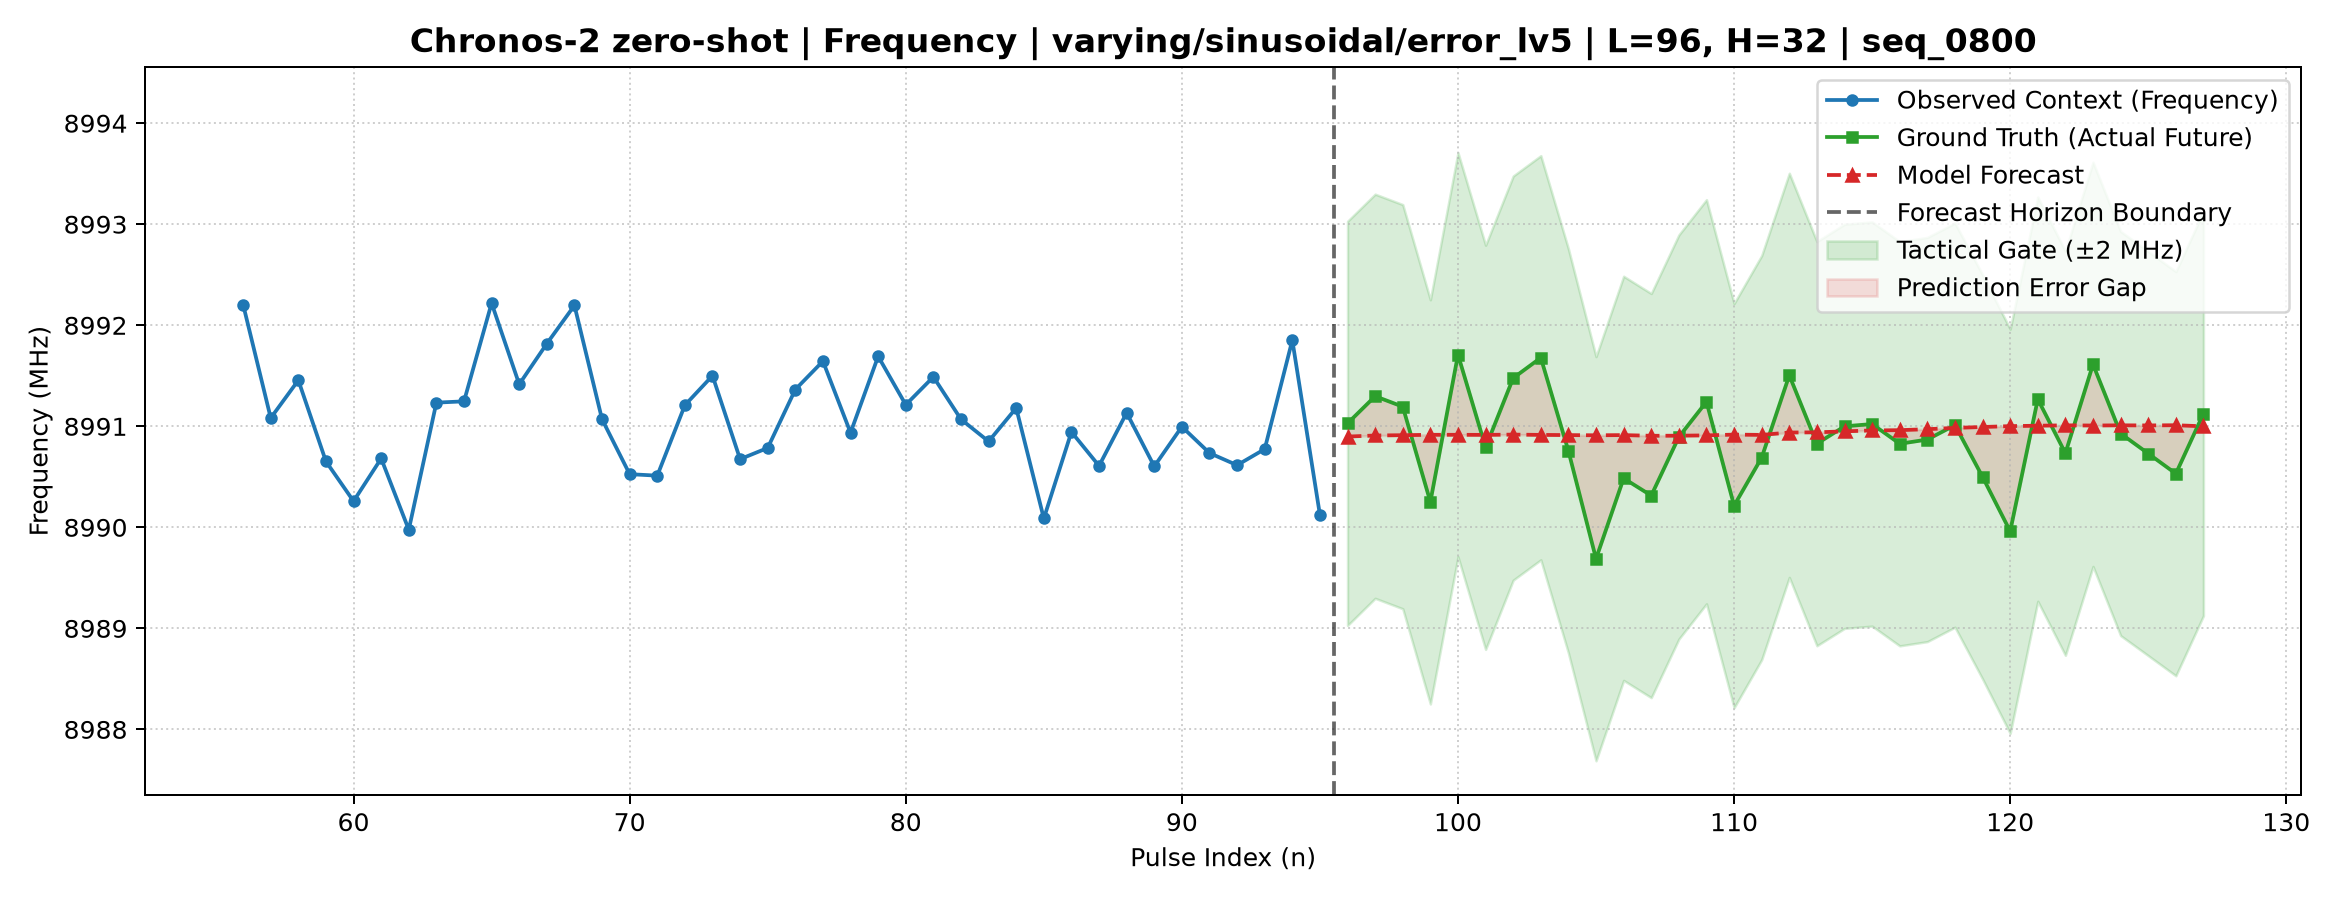 Chronos-2 zero-shot | Frequency | varying/sinusoidal/error_lv5 | L=96, H=32 | seq_0800
Observed Context (Frequency)
Ground Truth (Actual Future)
Model Forecast
Forecast Horizon Boundary
Tactical Gate (±2 MHz)
Prediction Error Gap
Frequency (MHz)
8994
8993
8992
8991
8990
8989
8988
60
70
80
90
100
110
120
130
Pulse Index (n)